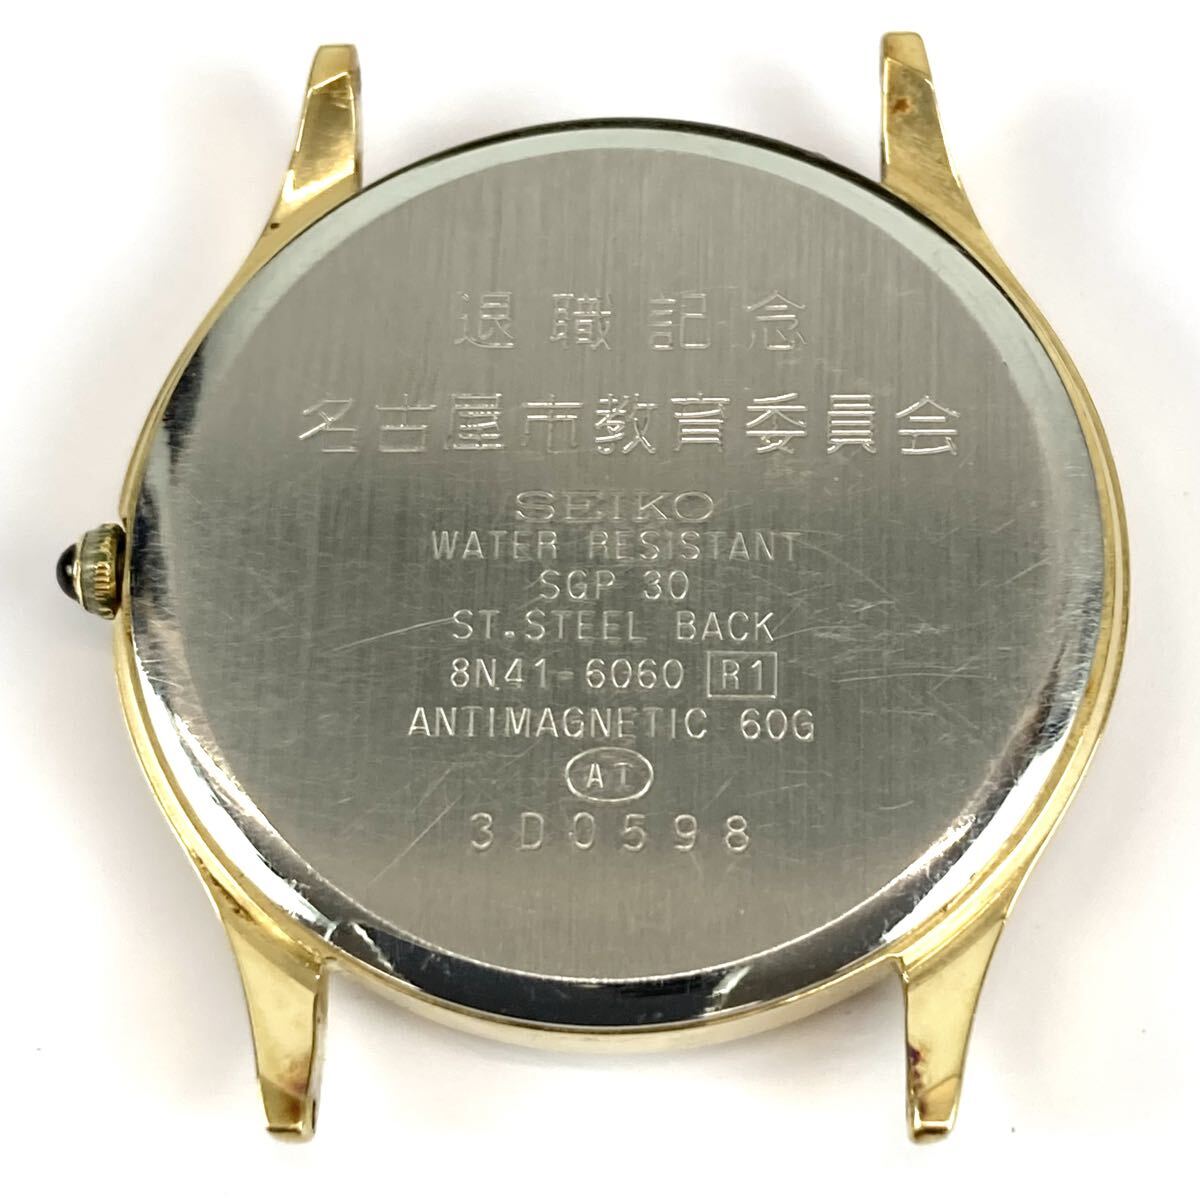 退職記念
名古屋市教育委員会
SEIKO
WATER RESISTANT
SGP 30
ST.STEEL BACK
8N41-6060 R1
ANTIMAGNETIC 60G
AT
3D0598